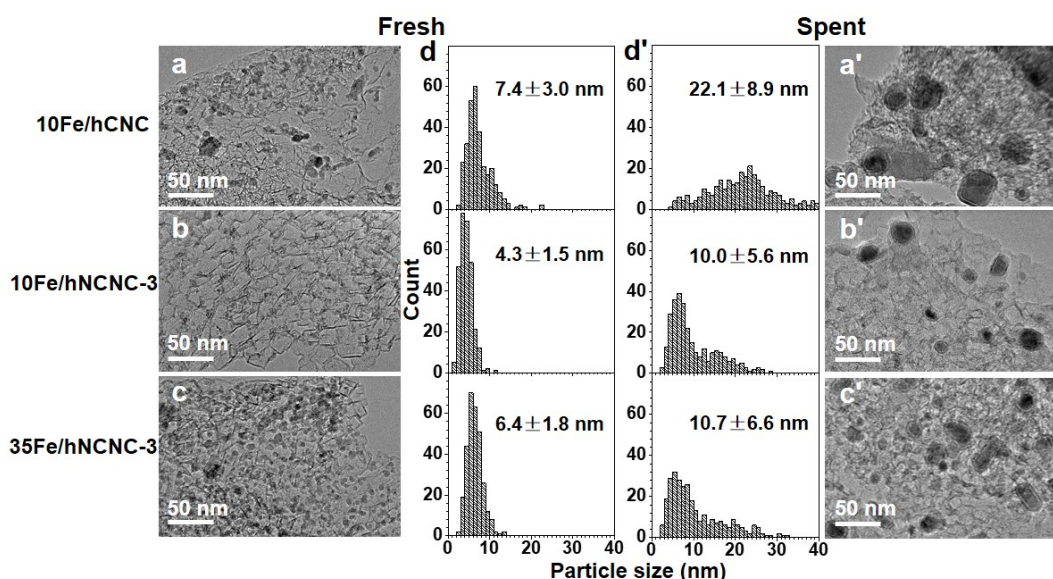 Fresh
Spent
10Fe/hCNC
a
50 nm
d
7.4±3.0 nm
60
40
20
0
d'
22.1±8.9 nm
a'
50 nm
10Fe/hNCNC-3
b
50 nm
Count
4.3±1.5 nm
60
40
20
0
10.0±5.6 nm
b'
50 nm
35Fe/hNCNC-3
c
50 nm
6.4±1.8 nm
60
40
20
0
10.7±6.6 nm
c'
50 nm
0 10 20 30 40
0 10 20 30 40
Particle size (nm)